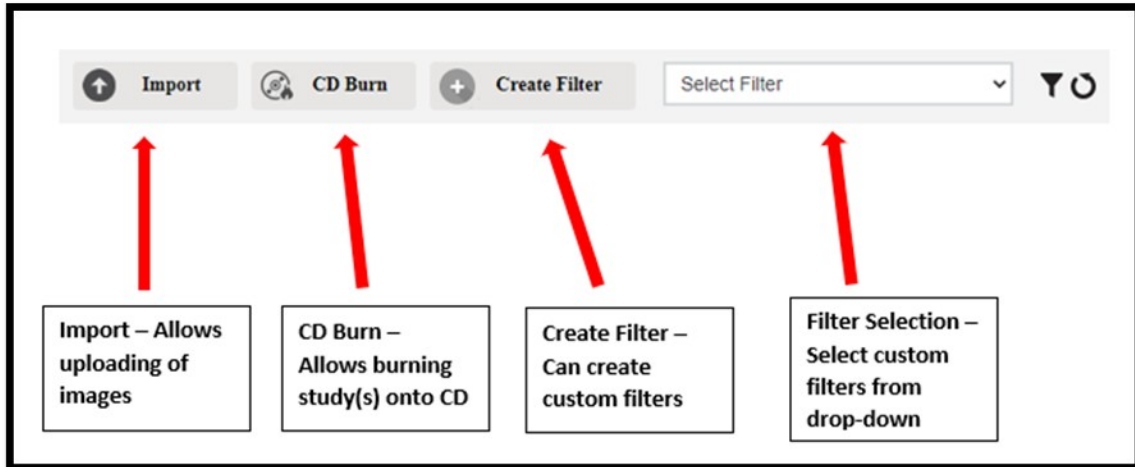 Import
CD Burn
Create Filter
Select Filter
Import – Allows
uploading of
images
CD Burn –
Allows burning
study(s) onto CD
Create Filter –
Can create
custom filters
Filter Selection –
Select custom
filters from
drop-down